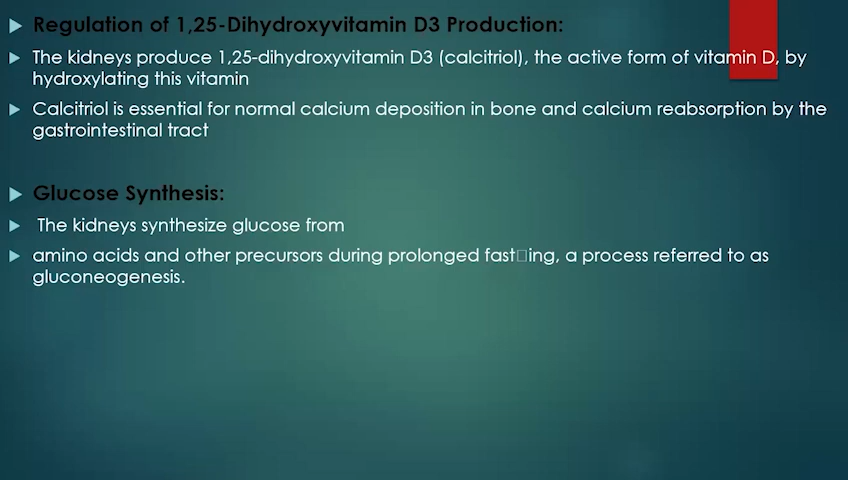 Regulation of 1,25-Dihydroxyvitamin D3 Production:
The kidneys produce 1,25-dihydroxyvitamin D3 (calcitriol), the active form of vitamin D, by
hydroxylating this vitamin
Calcitriol is essential for normal calcium deposition in bone and calcium reabsorption by the
gastrointestinal tract
Glucose Synthesis:
The kidneys synthesize glucose from
amino acids and other precursors during prolonged fast□ing, a process referred to as
gluconeogenesis.